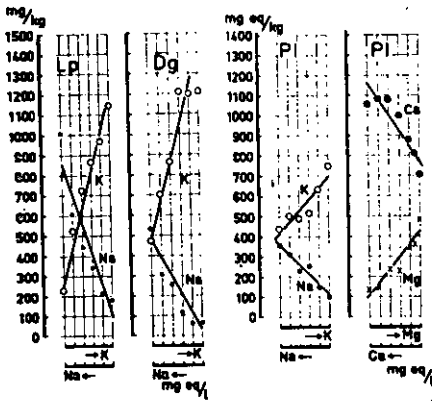 mg/
kg
mg eq/kg
1500
1400
1300
1200
1100
1000
900
800
700
600
500
400
300
200
100
0
Lp
K
Na
→K
Na←
Dg
K
Na
→K
Na←
mg eq/l
1500
1400
1300
1200
1100
1000
900
800
700
600
500
400
300
200
100
0
Pl
K
Na
→K
Na←
Pl
Ca
Mg
→Mg
Ca←
mg eq/l